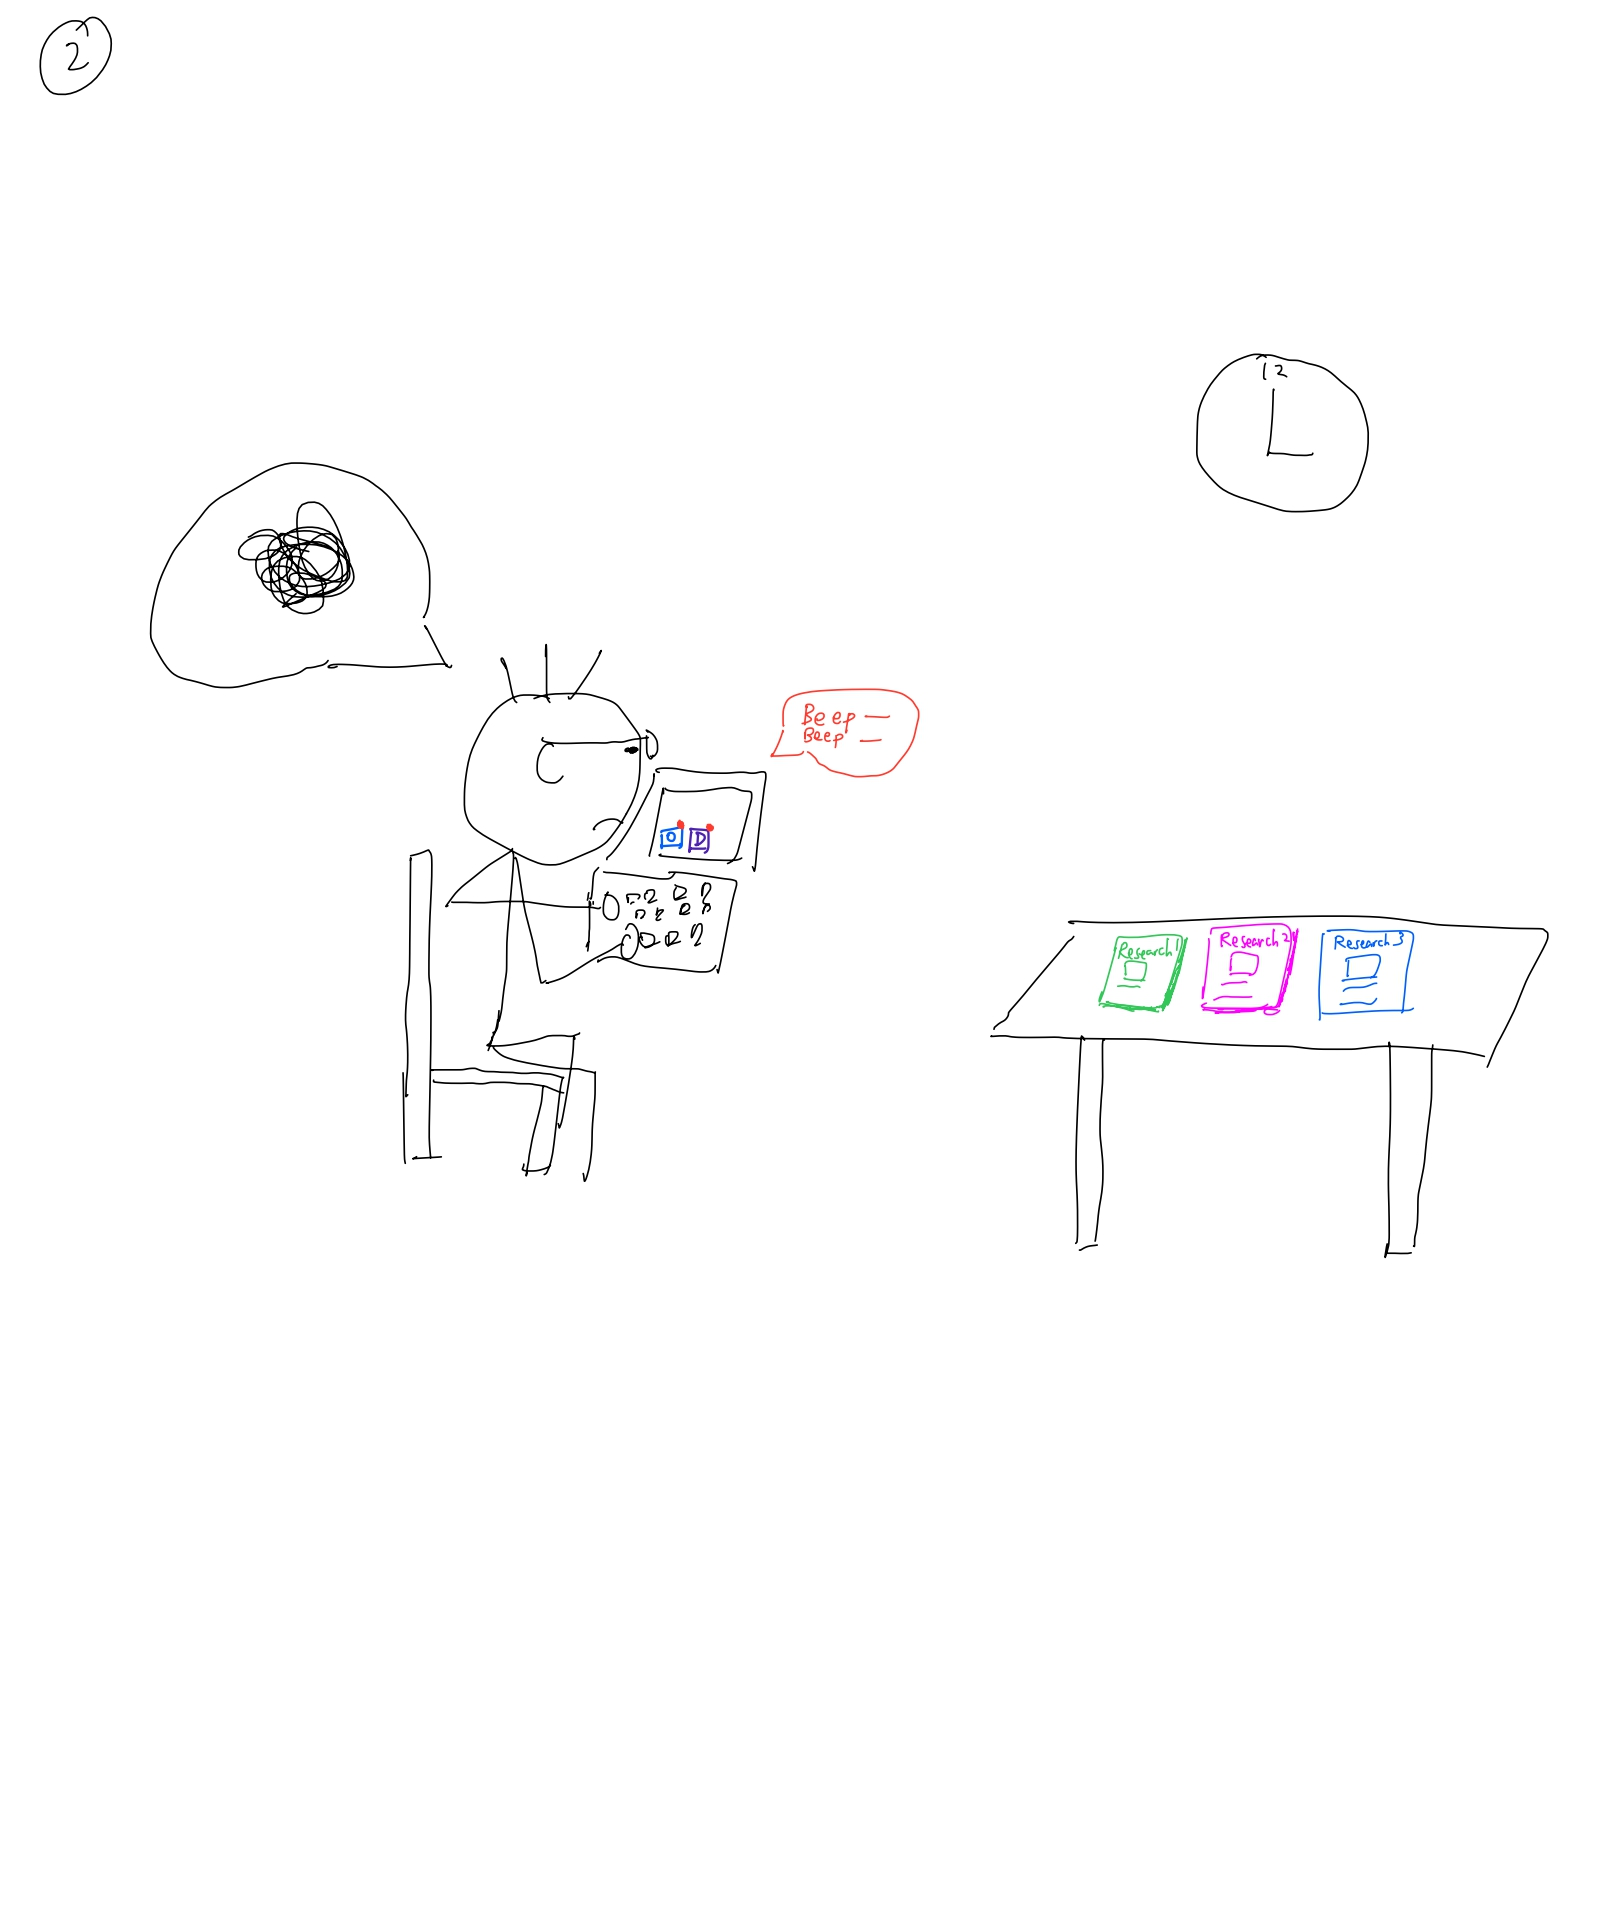 2
12
Beep —
Beep —
O D
Research 1
Research 2
Research 3